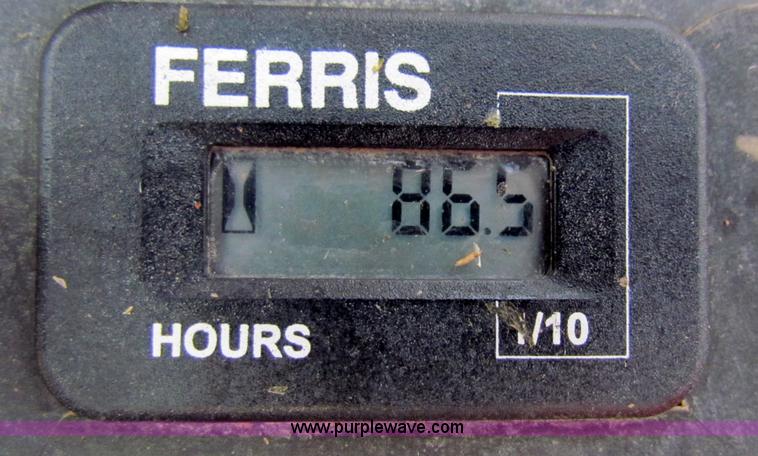 FERRIS
86.5
HOURS 1/10
www.purplewave.com